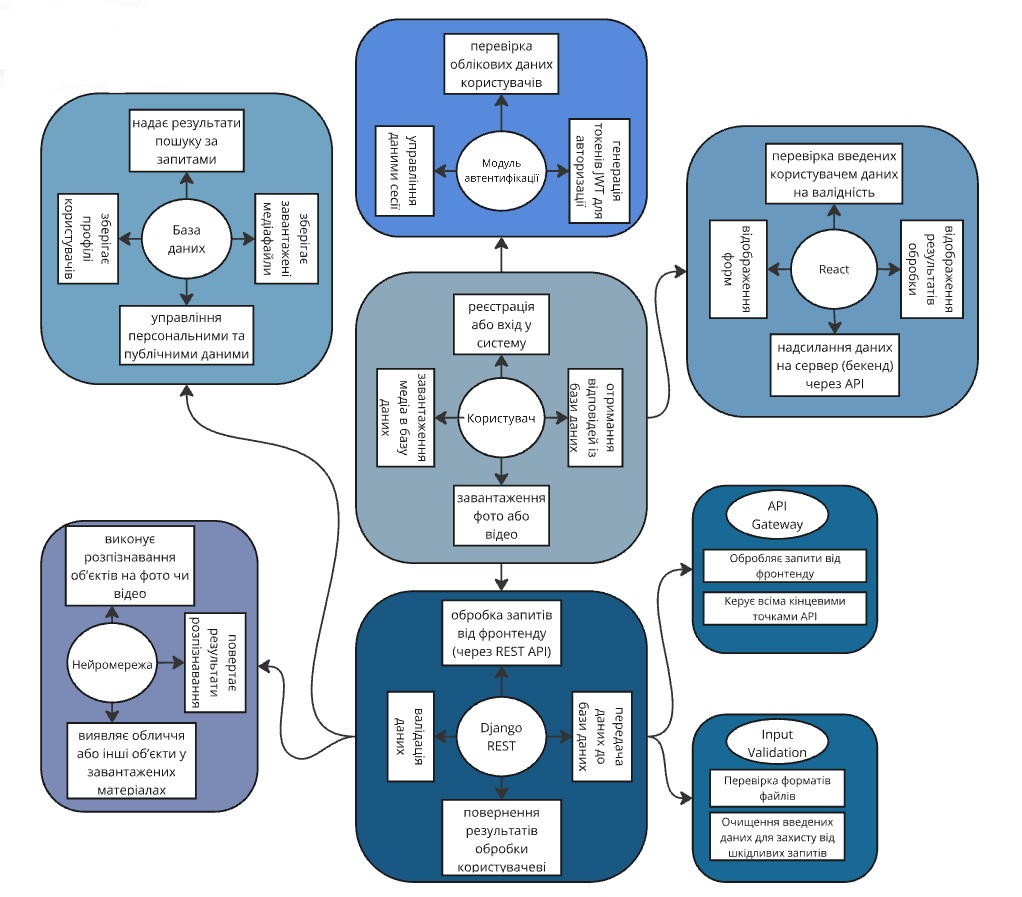 перевірка
облікових даних
користувачів
управління
даними сесії
Модуль
автентифікації
генерація
токенів JWT для
авторизації
надає результати
пошуку за
запитами
зберігає
профілі
користувачів
База
даних
зберігає
завантажені
медіафайли
управління
персональними та
публічними даними
перевірка введених
користувачем даних
на валідність
відображення
форм
React
відображення
результатів
обробки
надсилання даних
на сервер (бекенд)
через API
реєстрація
або вхід у
систему
завантаження
медіа в базу
даних
Користувач
отримання
відповідей із
бази даних
завантаження
фото або
відео
API
Gateway
Обробляє запити від
фронтенду
Керує всіма кінцевими
точками API
виконує
розпізнавання
об’єктів на фото чи
відео
Нейромережа
повертає
результати
розпізнавання
виявляє обличчя
або інші об’єкти у
завантажених
матеріалах
обробка запитів
від фронтенду
(через REST API)
валідація
даних
Django
REST
передача
даних до
бази даних
повернення
результатів
обробки
користувачеві
Input
Validation
Перевірка форматів
файлів
Очищення введених
даних для захисту від
шкідливих запитів